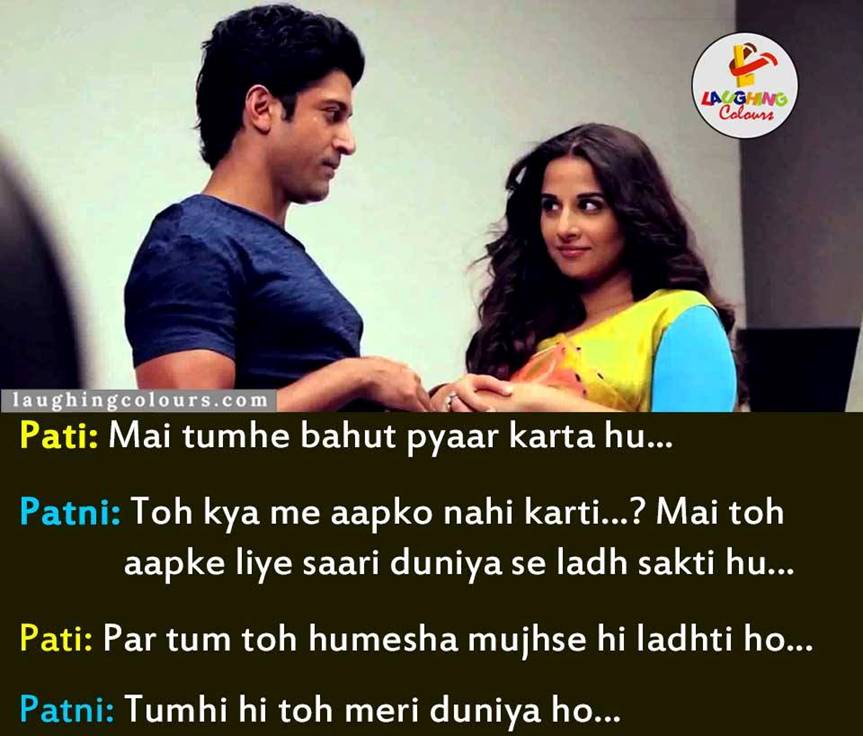 LAUGHING
Colours
laughingcolours.com
Pati: Mai tumhe bahut pyaar karta hu...
Patni: Toh kya me aapko nahi karti...? Mai toh
aapke liye saari duniya se ladh sakti hu...
Pati: Par tum toh humesha mujhse hi ladhti ho...
Patni: Tumhi hi toh meri duniya ho...